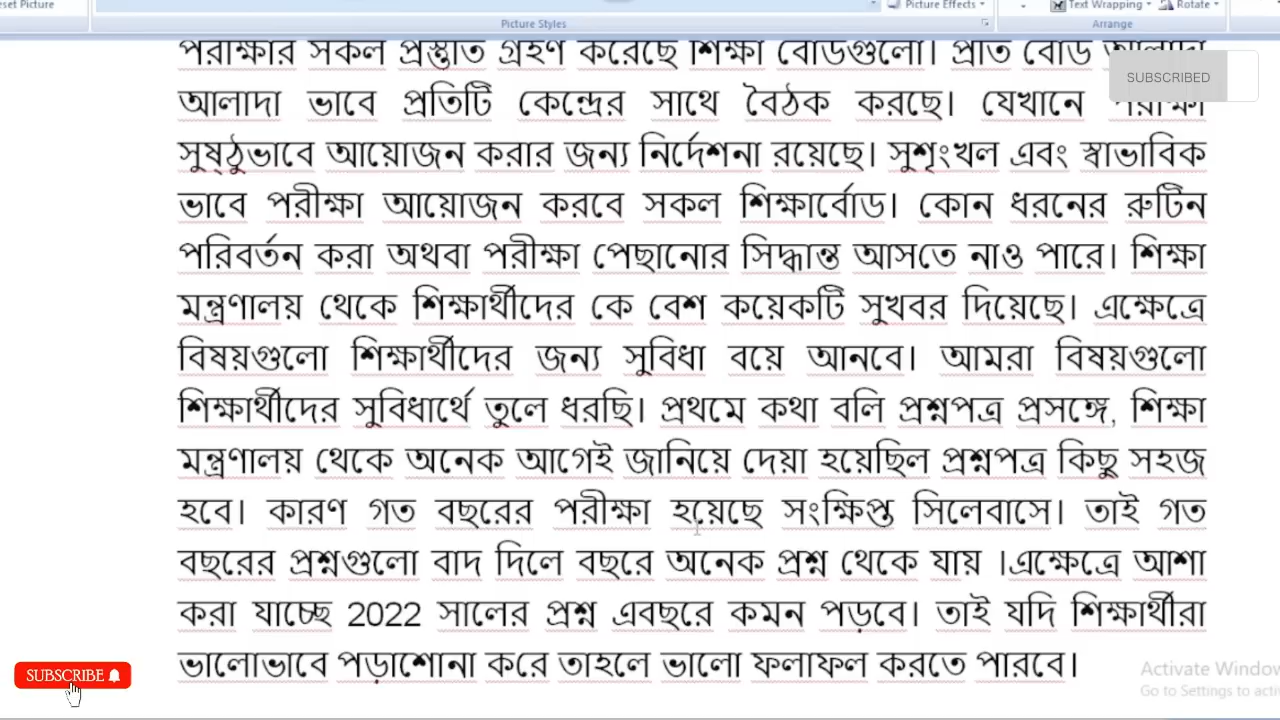 eset Picture
Picture Effects
Text Wrapping
Rotate
Picture Styles
Arrange
পরীক্ষার সকল প্রস্তুতি গ্রহণ করেছে শিক্ষা বোর্ডগুলো। প্রতি বোর্ড আলাদা
SUBSCRIBED
আলাদা ভাবে প্রতিটি কেন্দ্রের সাথে বৈঠক করছে। যেখানে পরীক্ষা
সুষ্ঠুভাবে আয়োজন করার জন্য নির্দেশনা রয়েছে। সুশৃংখল এবং স্বাভাবিক
ভাবে পরীক্ষা আয়োজন করবে সকল শিক্ষার্বোড। কোন ধরনের রুটিন
পরিবর্তন করা অথবা পরীক্ষা পেছানোর সিদ্ধান্ত আসতে নাও পারে। শিক্ষা
মন্ত্রণালয় থেকে শিক্ষার্থীদের কে বেশ কয়েকটি সুখবর দিয়েছে। এক্ষেত্রে
বিষয়গুলো শিক্ষার্থীদের জন্য সুবিধা বয়ে আনবে। আমরা বিষয়গুলো
শিক্ষার্থীদের সুবিধার্থে তুলে ধরছি। প্রথমে কথা বলি প্রশ্নপত্র প্রসঙ্গে, শিক্ষা
মন্ত্রণালয় থেকে অনেক আগেই জানিয়ে দেয়া হয়েছিল প্রশ্নপত্র কিছু সহজ
হবে। কারণ গত বছরের পরীক্ষা হয়েছে সংক্ষিপ্ত সিলেবাসে। তাই গত
বছরের প্রশ্নগুলো বাদ দিলে বছরে অনেক প্রশ্ন থেকে যায় ।এক্ষেত্রে আশা
করা যাচ্ছে 2022 সালের প্রশ্ন এবছরে কমন পড়বে। তাই যদি শিক্ষার্থীরা
ভালোভাবে পড়াশোনা করে তাহলে ভালো ফলাফল করতে পারবে।
SUBSCRIBE
Activate Window
Go to Settings to acti